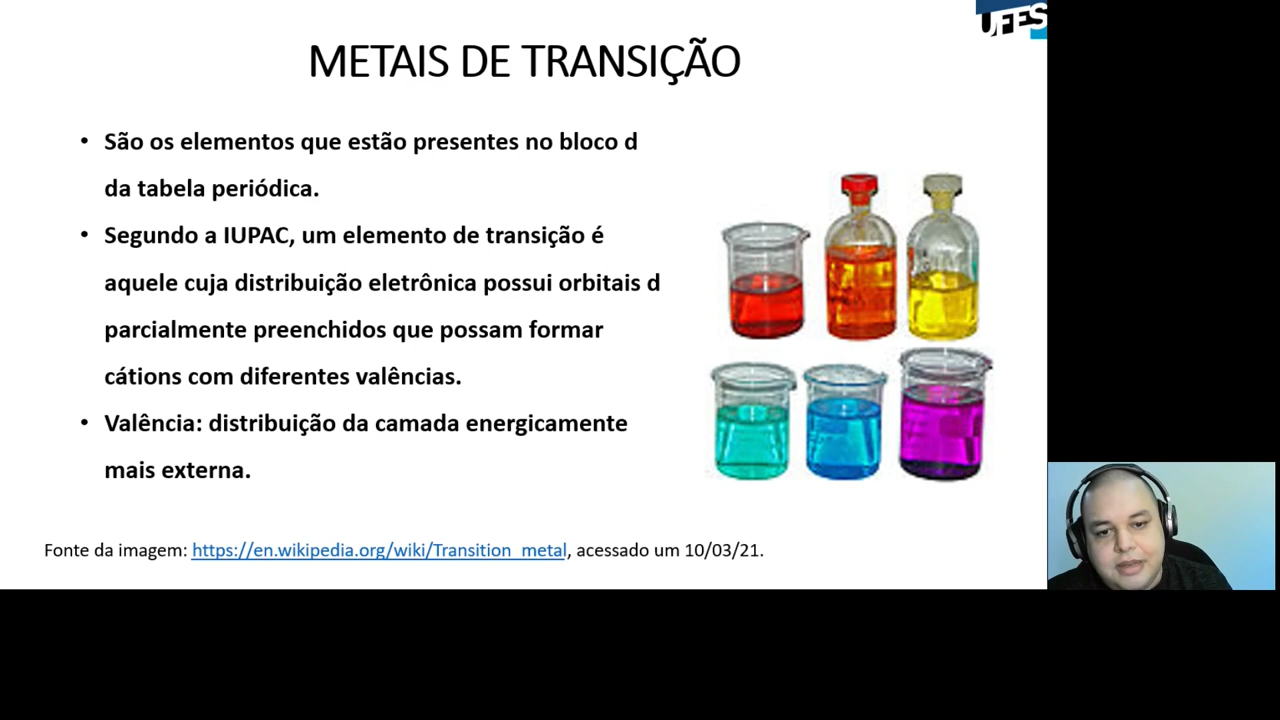 UFES
METAIS DE TRANSIÇÃO
• São os elementos que estão presentes no bloco d
da tabela periódica.
• Segundo a IUPAC, um elemento de transição é
aquele cuja distribuição eletrônica possui orbitais d
parcialmente preenchidos que possam formar
cátions com diferentes valências.
• Valência: distribuição da camada energicamente
mais externa.
Fonte da imagem: https://en.wikipedia.org/wiki/Transition_metal, acessado um 10/03/21.